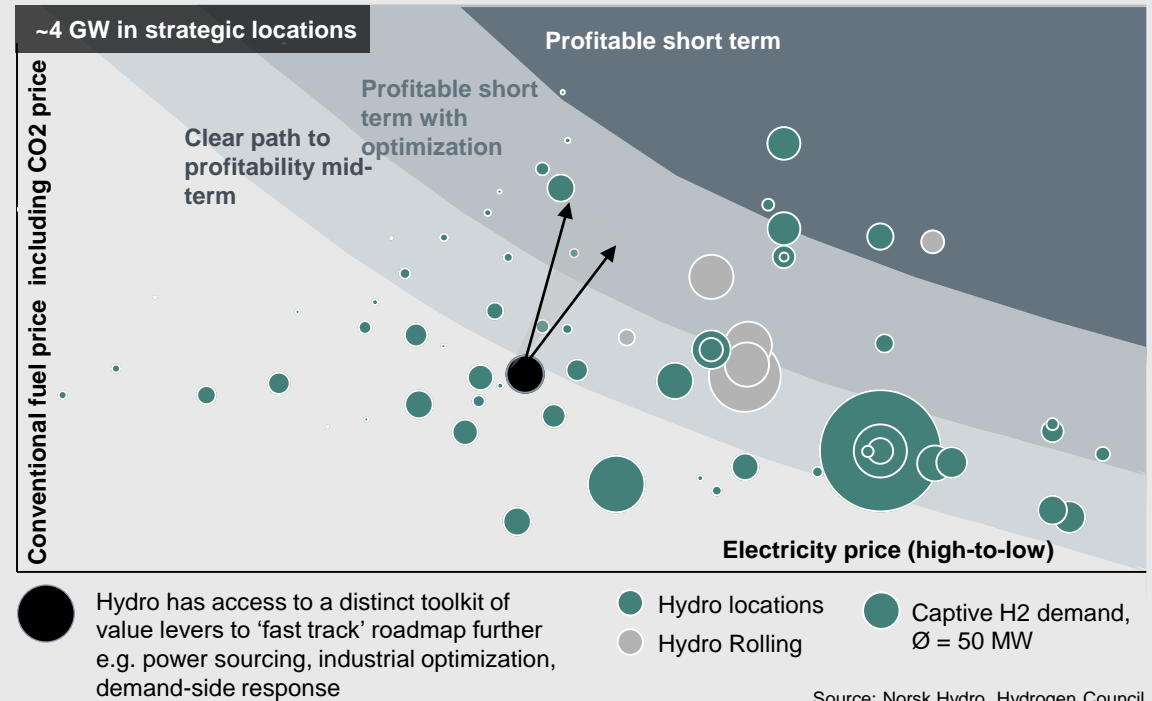 ~4 GW in strategic locations
Profitable short term
Profitable short
term with
optimization
Clear path to
profitability mid-
term
Conventional fuel price including CO2 price
Electricity price (high-to-low)
Hydro has access to a distinct toolkit of
value levers to ‘fast track’ roadmap further
e.g. power sourcing, industrial optimization,
demand-side response
Hydro locations
Hydro Rolling
Captive H2 demand,
Ø = 50 MW
Source: Norsk Hydro, Hydrogen Council